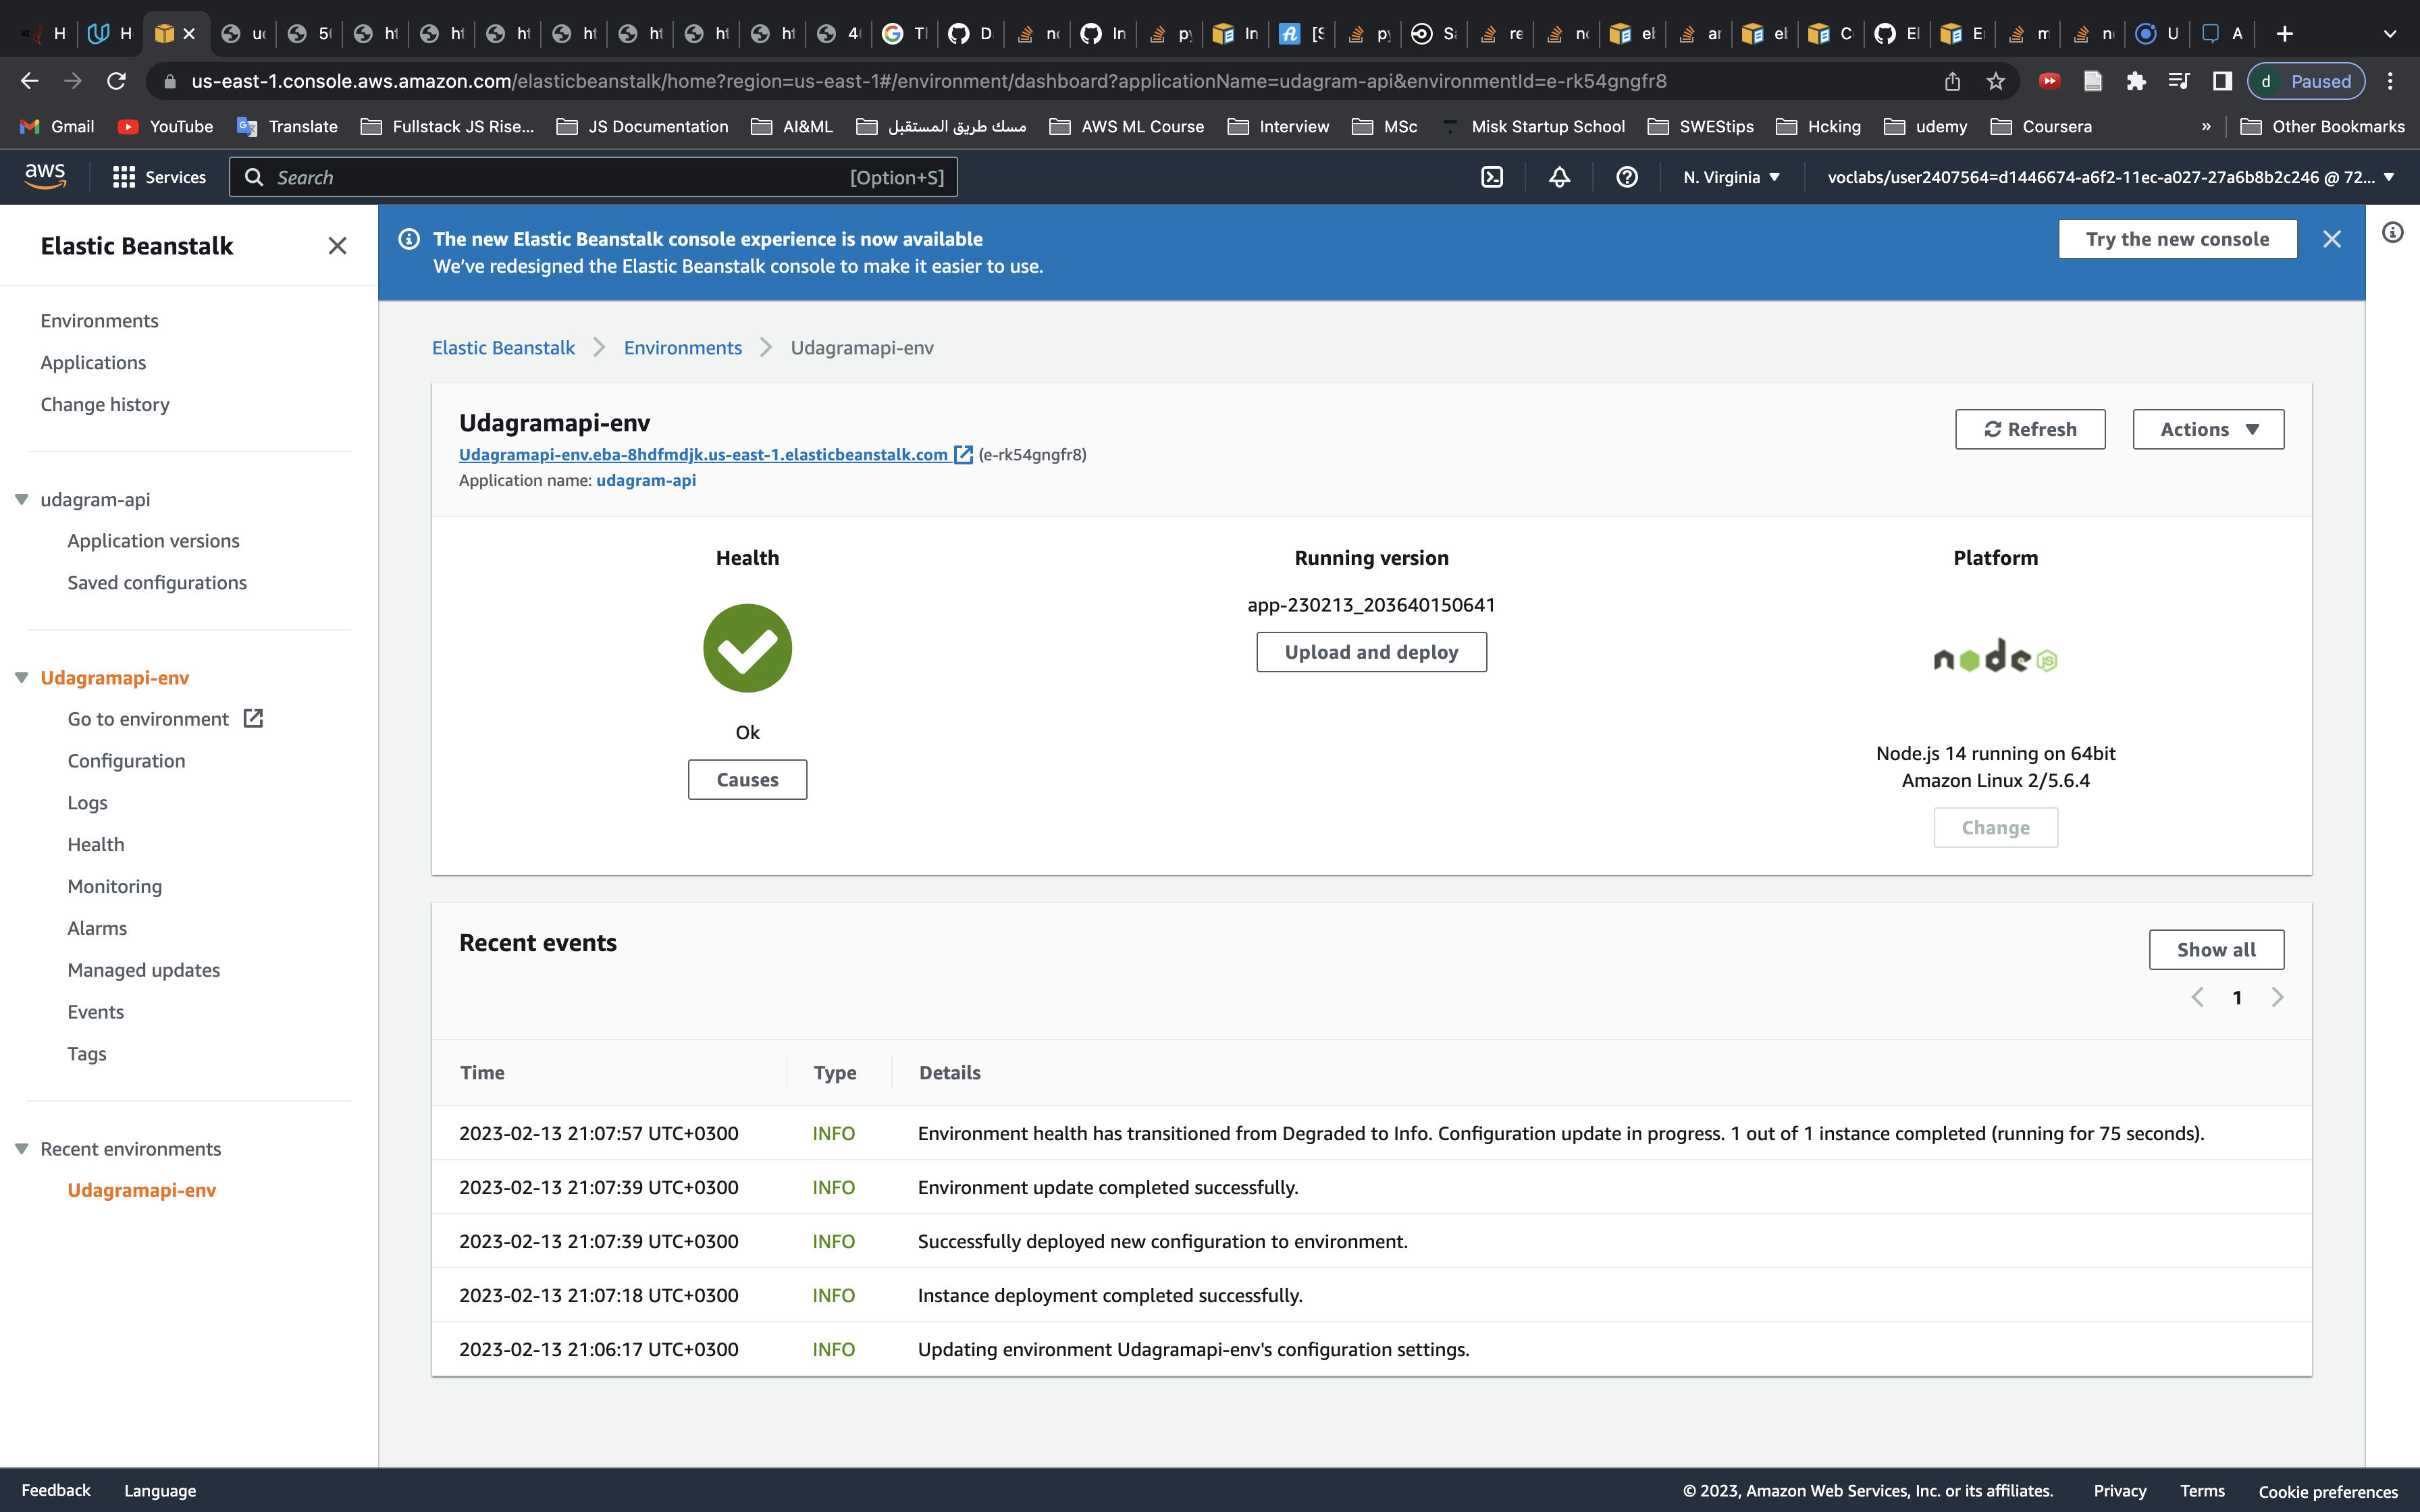 H
H
uc
50
ht
ht
ht
ht
ht
ht
ht
40
Tl
D
no
In
py
In
[S
py
Sa
re
no
el
ar
el
C
El
E
m
n
U
A
us-east-1.console.aws.amazon.com/elasticbeanstalk/home?region=us-east-1#/environment/dashboard?applicationName=udagram-api&environmentId=e-rk54gngfr8
d Paused
Gmail
YouTube
Translate
Fullstack JS Rise...
JS Documentation
AI&ML
مسك طريق المستقبل
AWS ML Course
Interview
MSc
Misk Startup School
SWEStips
Hcking
udemy
Coursera
»
Other Bookmarks
aws
Services
Search [Option+S]
N. Virginia
voclabs/user2407564=d1446674-a6f2-11ec-a027-27a6b8b2c246 @ 72...
Elastic Beanstalk
Environments
Applications
Change history
udagram-api
Application versions
Saved configurations
Udagramapi-env
Go to environment
Configuration
Logs
Health
Monitoring
Alarms
Managed updates
Events
Tags
Recent environments
Udagramapi-env
The new Elastic Beanstalk console experience is now available
We've redesigned the Elastic Beanstalk console to make it easier to use.
Try the new console
Elastic Beanstalk > Environments > Udagramapi-env
Udagramapi-env
Udagramapi-env.eba-8hdfmdjk.us-east-1.elasticbeanstalk.com (e-rk54gngfr8)
Application name: udagram-api
Refresh
Actions
Health
Ok
Causes
Running version
app-230213_203640150641
Upload and deploy
Platform
node JS
Node.js 14 running on 64bit
Amazon Linux 2/5.6.4
Change
Recent events
Show all
1
Time Type Details
2023-02-13 21:07:57 UTC+0300 INFO Environment health has transitioned from Degraded to Info. Configuration update in progress. 1 out of 1 instance completed (running for 75 seconds).
2023-02-13 21:07:39 UTC+0300 INFO Environment update completed successfully.
2023-02-13 21:07:39 UTC+0300 INFO Successfully deployed new configuration to environment.
2023-02-13 21:07:18 UTC+0300 INFO Instance deployment completed successfully.
2023-02-13 21:06:17 UTC+0300 INFO Updating environment Udagramapi-env's configuration settings.
Feedback
Language
© 2023, Amazon Web Services, Inc. or its affiliates.
Privacy
Terms
Cookie preferences